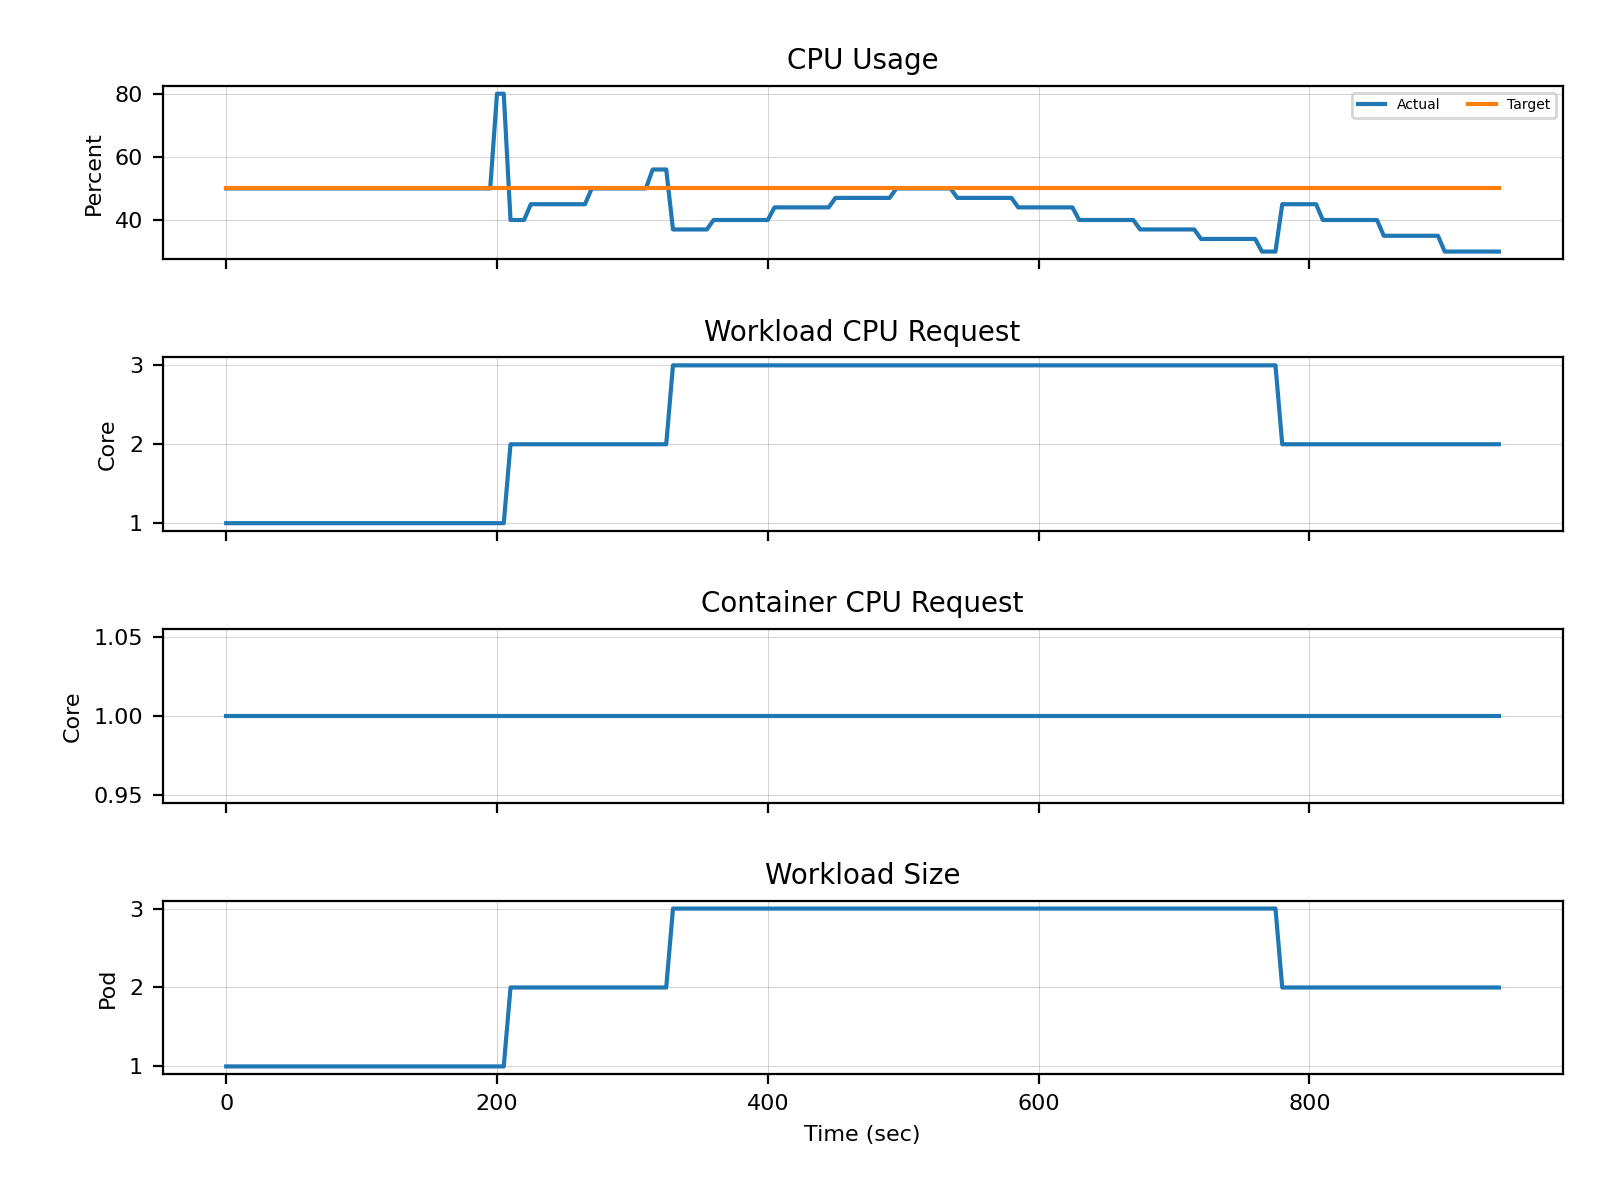 CPU Usage
80
60
40
Percent
Actual Target
Workload CPU Request
3
2
1
Core
Container CPU Request
1.05
1.00
0.95
Core
Workload Size
3
2
1
Pod
0 200 400 600 800
Time (sec)